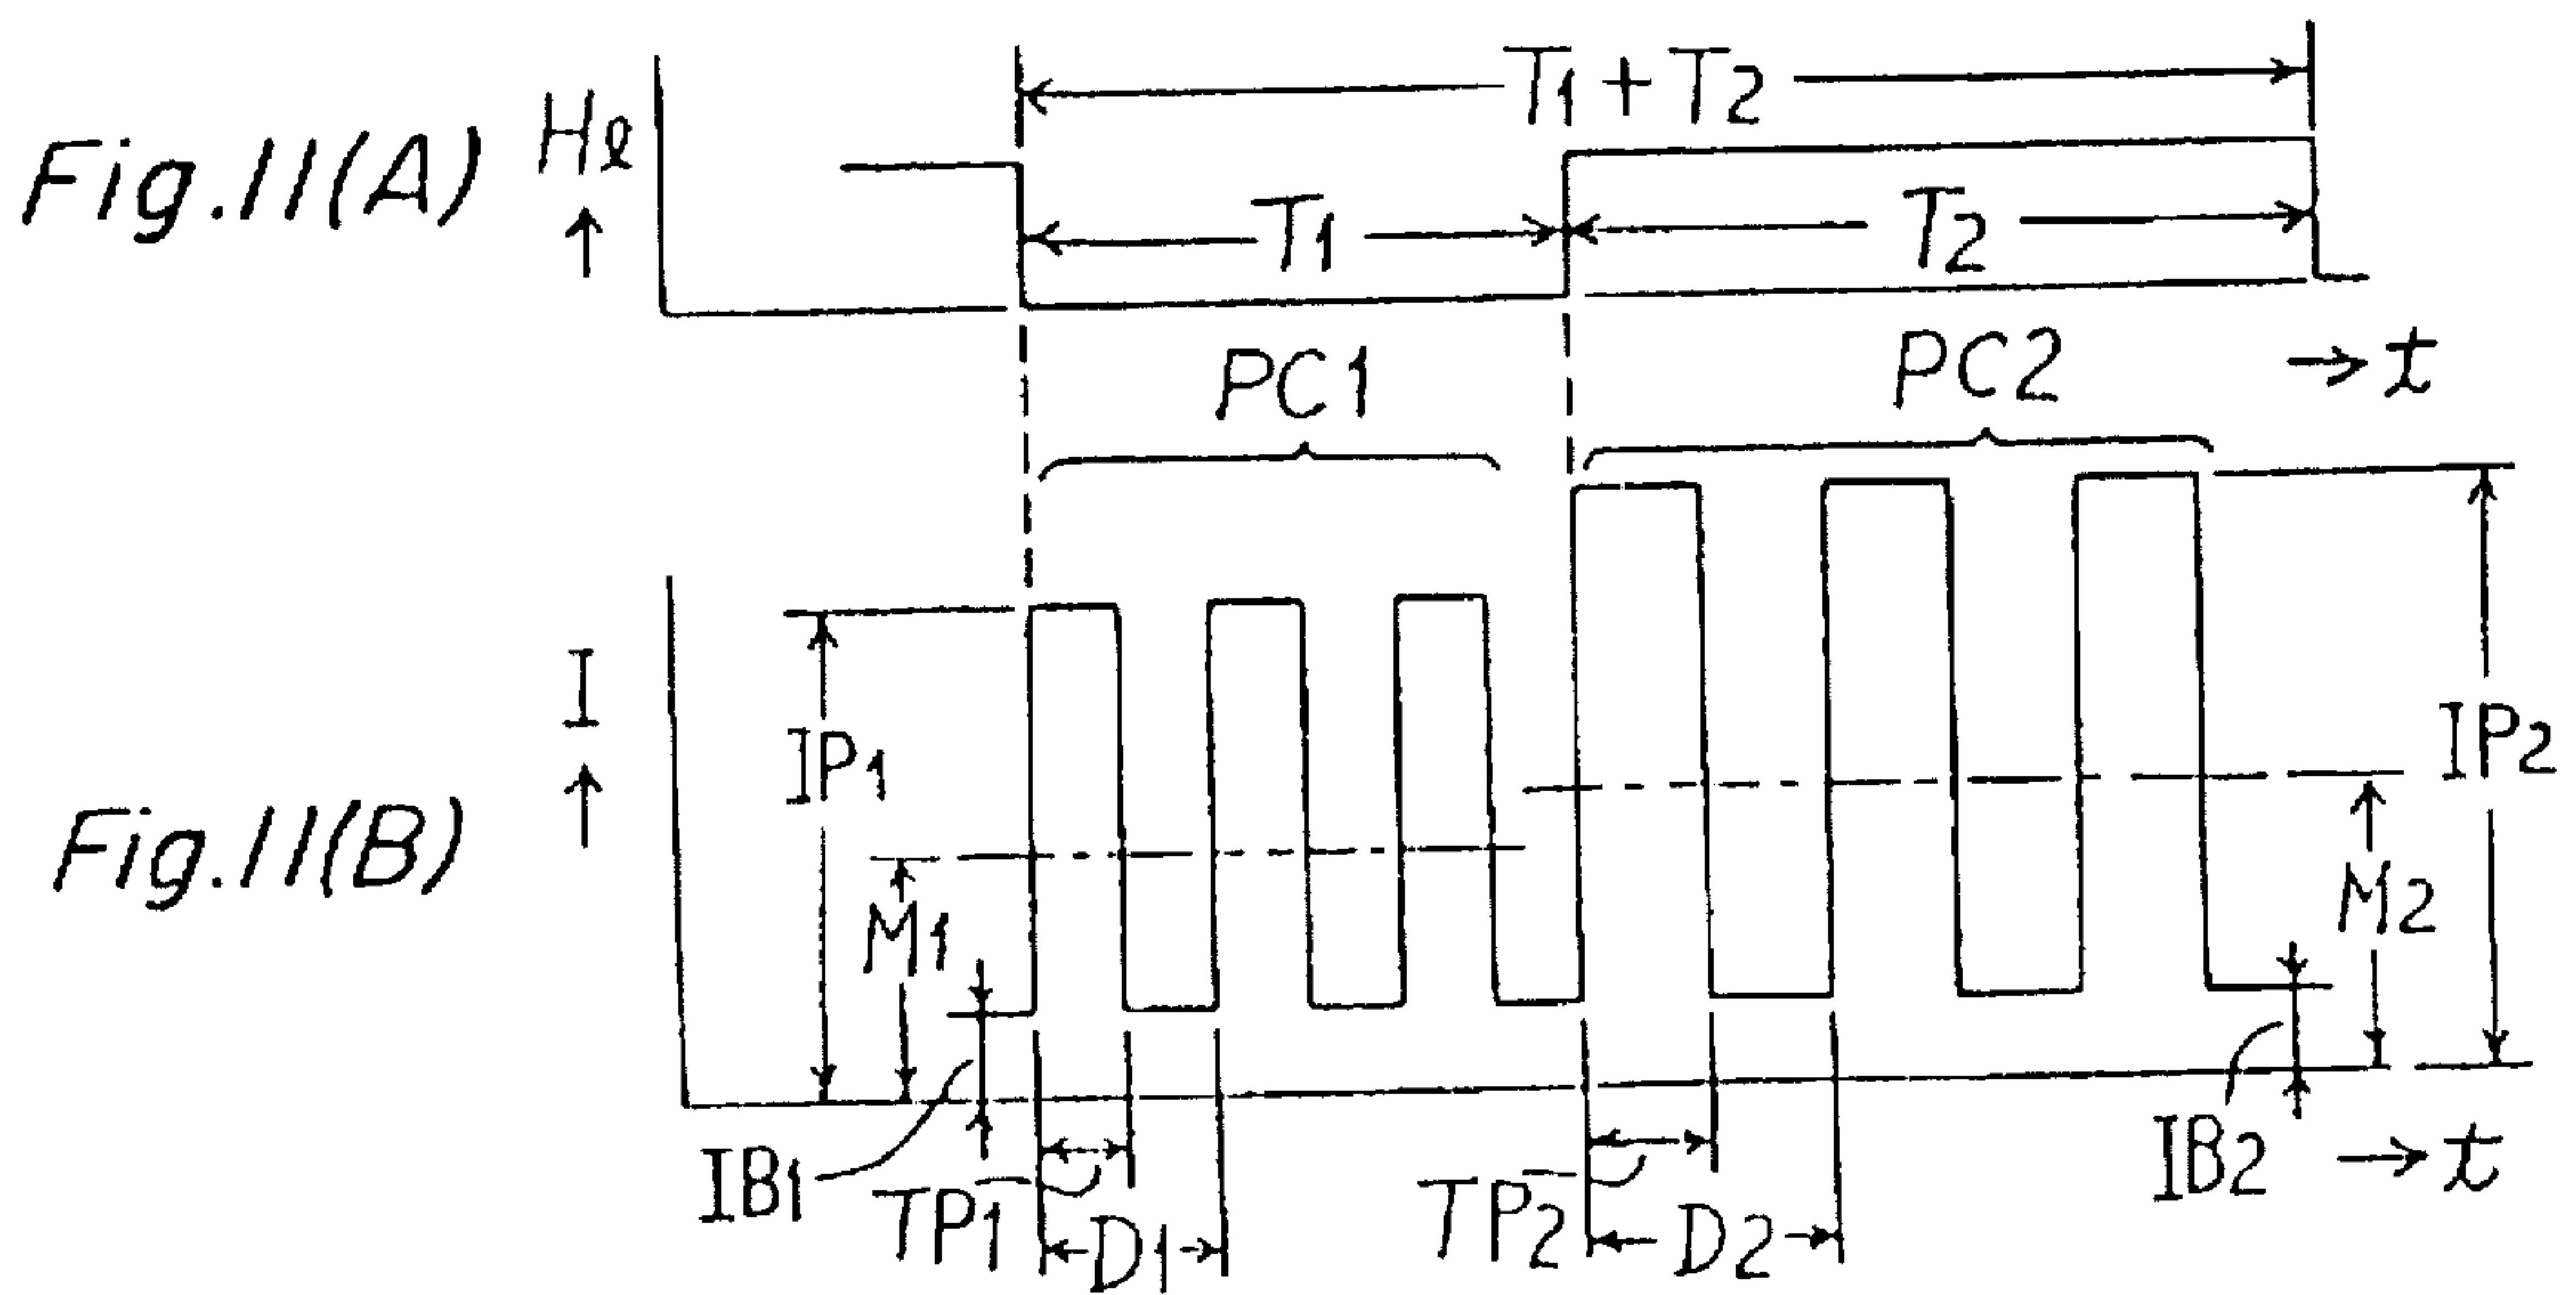 Fig.11(A)
Hl
T1+T2
T1
T2
t
PC1
PC2
Fig.11(B)
I
IP1
M1
IB1
TP1
D1
IP2
M2
IB2
TP2
D2
t